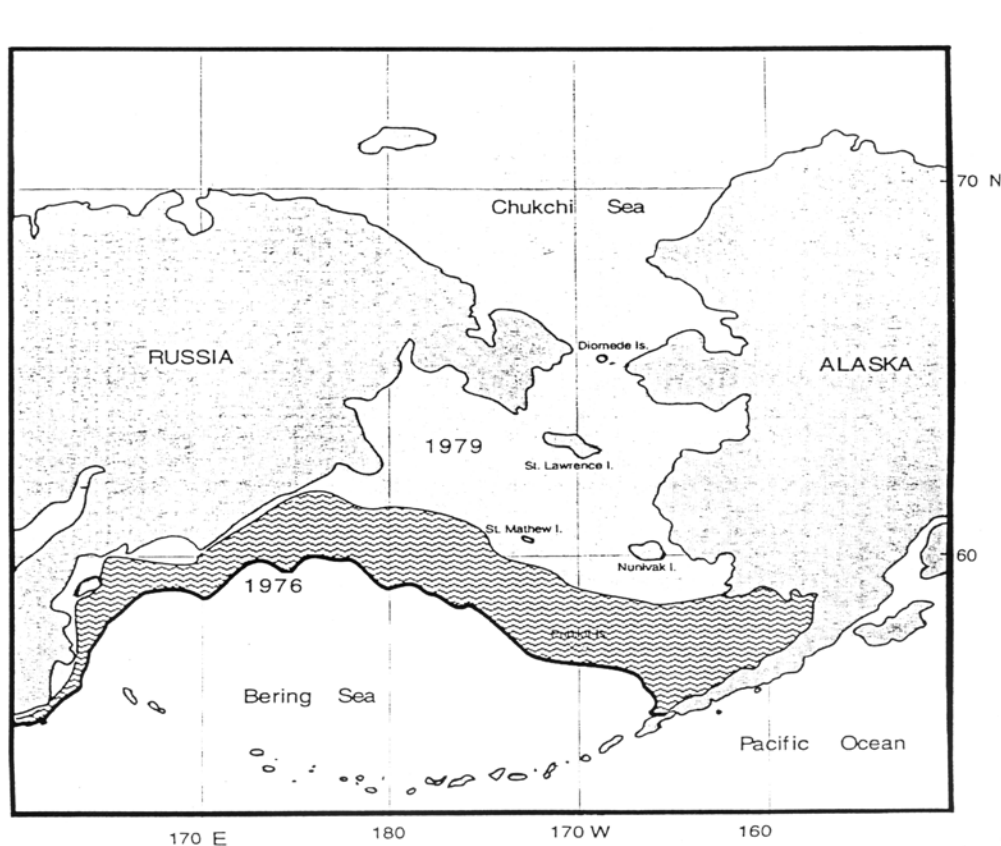 70 N
Chukchi Sea
Diomede Is.
RUSSIA
ALASKA
1979
St. Lawrence I.
St. Mathew I.
60
Nunivak I.
1976
Bering Sea
Pacific Ocean
170 E
180
170 W
160